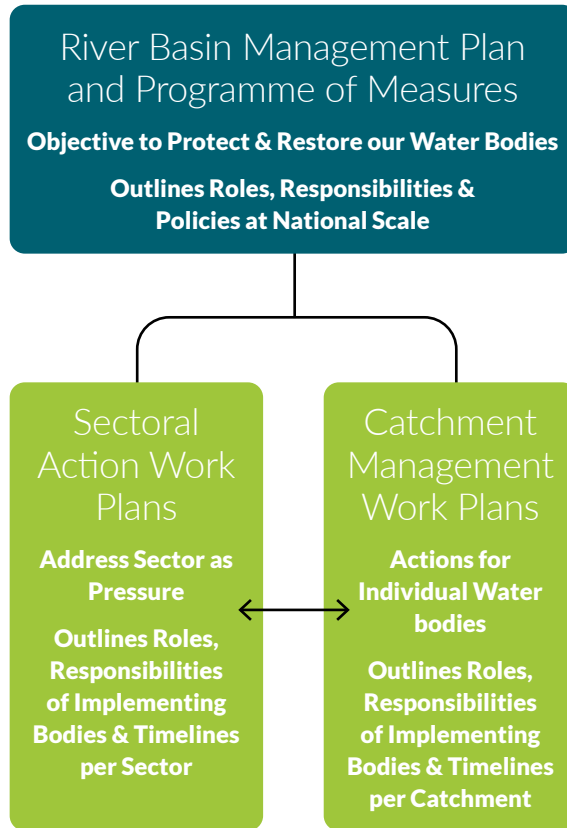 River Basin Management Plan
and Programme of Measures
Objective to Protect & Restore our Water Bodies
Outlines Roles, Responsibilities &
Policies at National Scale
Sectoral
Action Work
Plans
Address Sector as
Pressure
Outlines Roles,
Responsibilities
of Implementing
Bodies & Timelines
per Sector
Catchment
Management
Work Plans
Actions for
Individual Water
bodies
Outlines Roles,
Responsibilities
of Implementing
Bodies & Timelines
per Catchment